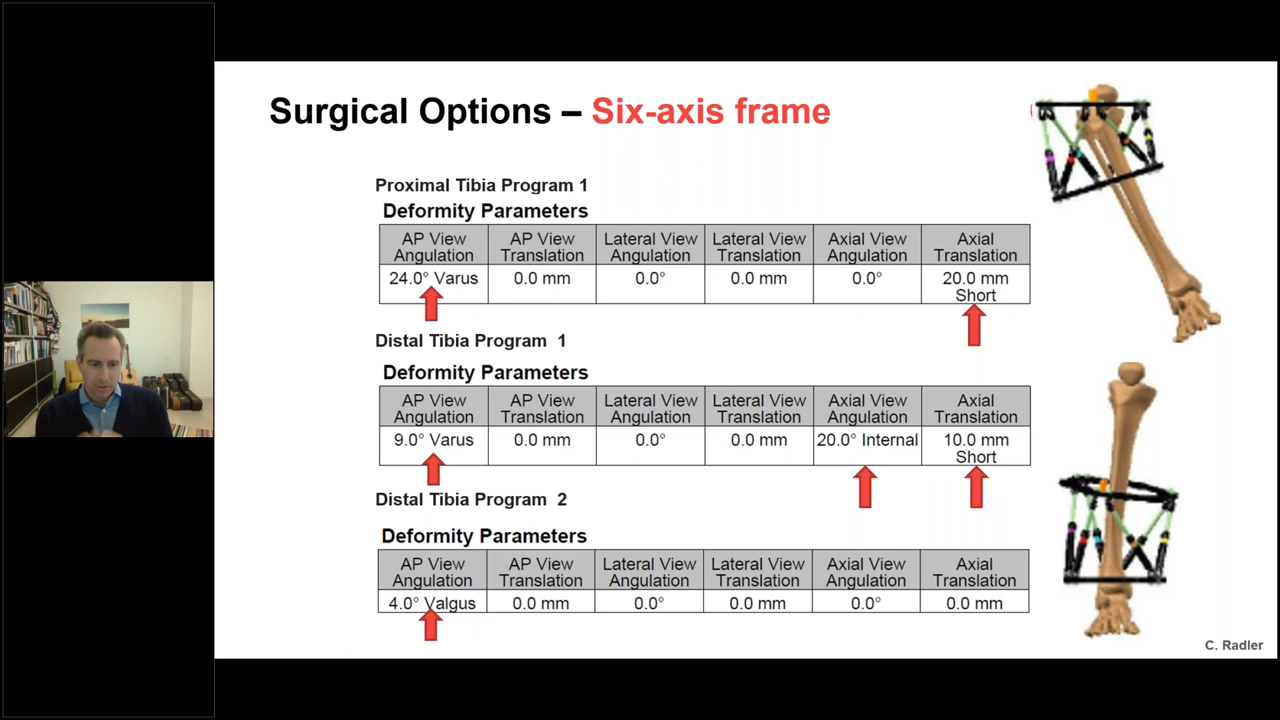 Surgical Options – Six-axis frame
Proximal Tibia Program 1
Deformity Parameters
AP View Angulation AP View Translation Lateral View Angulation Lateral View Translation Axial View Angulation Axial Translation
24.0° Varus 0.0 mm 0.0° 0.0 mm 0.0° 20.0 mm Short
Distal Tibia Program 1
Deformity Parameters
AP View Angulation AP View Translation Lateral View Angulation Lateral View Translation Axial View Angulation Axial Translation
9.0° Varus 0.0 mm 0.0° 0.0 mm 20.0° Internal 10.0 mm Short
Distal Tibia Program 2
Deformity Parameters
AP View Angulation AP View Translation Lateral View Angulation Lateral View Translation Axial View Angulation Axial Translation
4.0° Valgus 0.0 mm 0.0° 0.0 mm 0.0° 0.0 mm
C. Radler